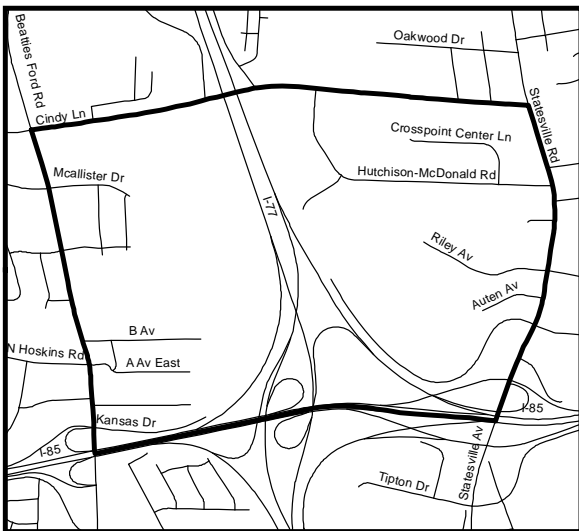 Beatties Ford Rd
Oakwood Dr
Statesville Rd
Cindy Ln
Crosspoint Center Ln
Mcallister Dr
Hutchison-McDonald Rd
I-77
Riley Av
Auten Av
B Av
N Hoskins Rd
A Av East
Kansas Dr
I-85
I-85
Statesville Av
Tipton Dr